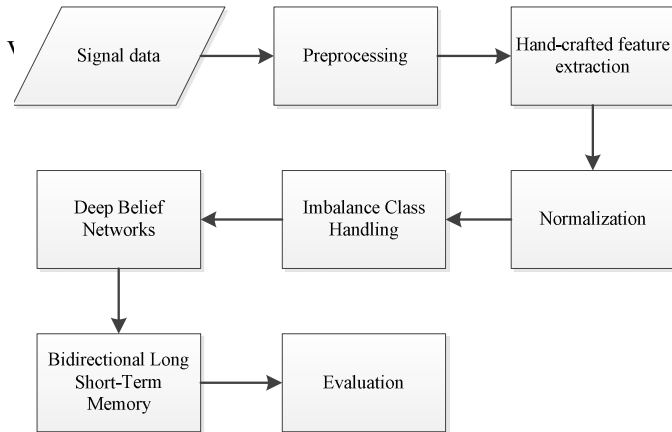 Signal data
Preprocessing
Hand-crafted feature
extraction
Normalization
Imbalance Class
Handling
Deep Belief
Networks
Bidirectional Long
Short-Term
Memory
Evaluation